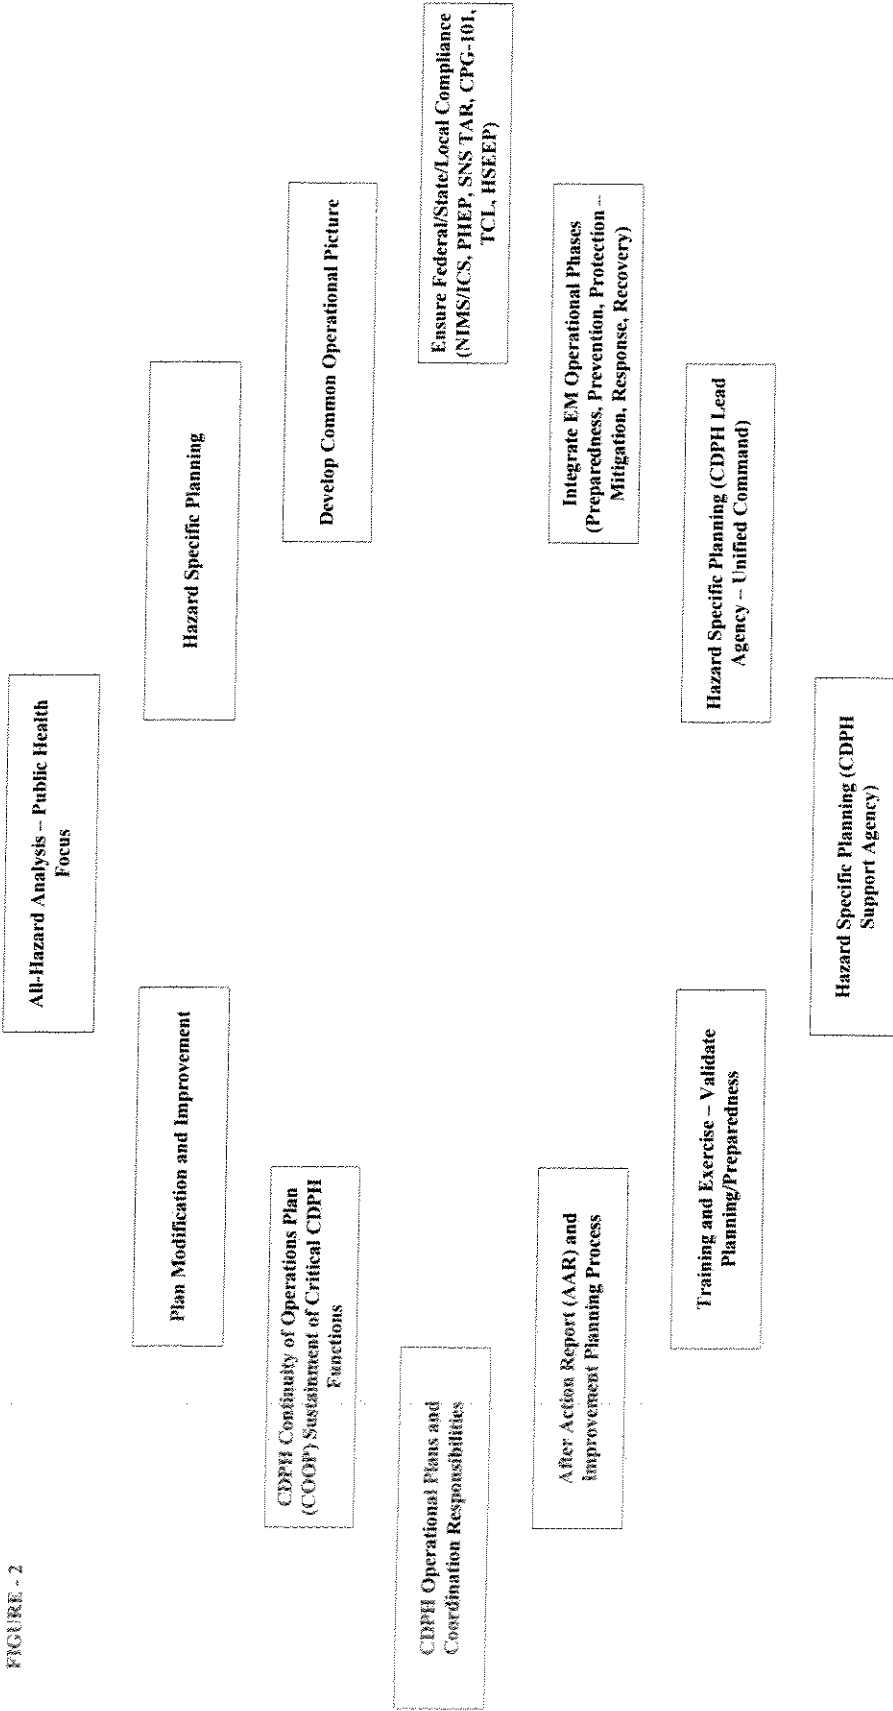 FIGURE - 2
All-Hazard Analysis – Public Health
Focus
Plan Modification and Improvement
Hazard Specific Planning
CDPH Continuity of Operations Plan
(COOP) Sustainment of Critical CDPH
Functions
Develop Common Operational Picture
CDPH Operational Plans and
Coordination Responsibilities
Ensure Federal/State/Local Compliance
(NIMS/ICS, PHEP, SNS TAR, CPG-101,
TCL, HSEEP)
After Action Report (AAR) and
Improvement Planning Process
Integrate EM Operational Phases
(Preparedness, Prevention, Protection –
Mitigation, Response, Recovery)
Training and Exercise – Validate
Planning/Preparedness
Hazard Specific Planning (CDPH Lead
Agency – Unified Command)
Hazard Specific Planning (CDPH
Support Agency)